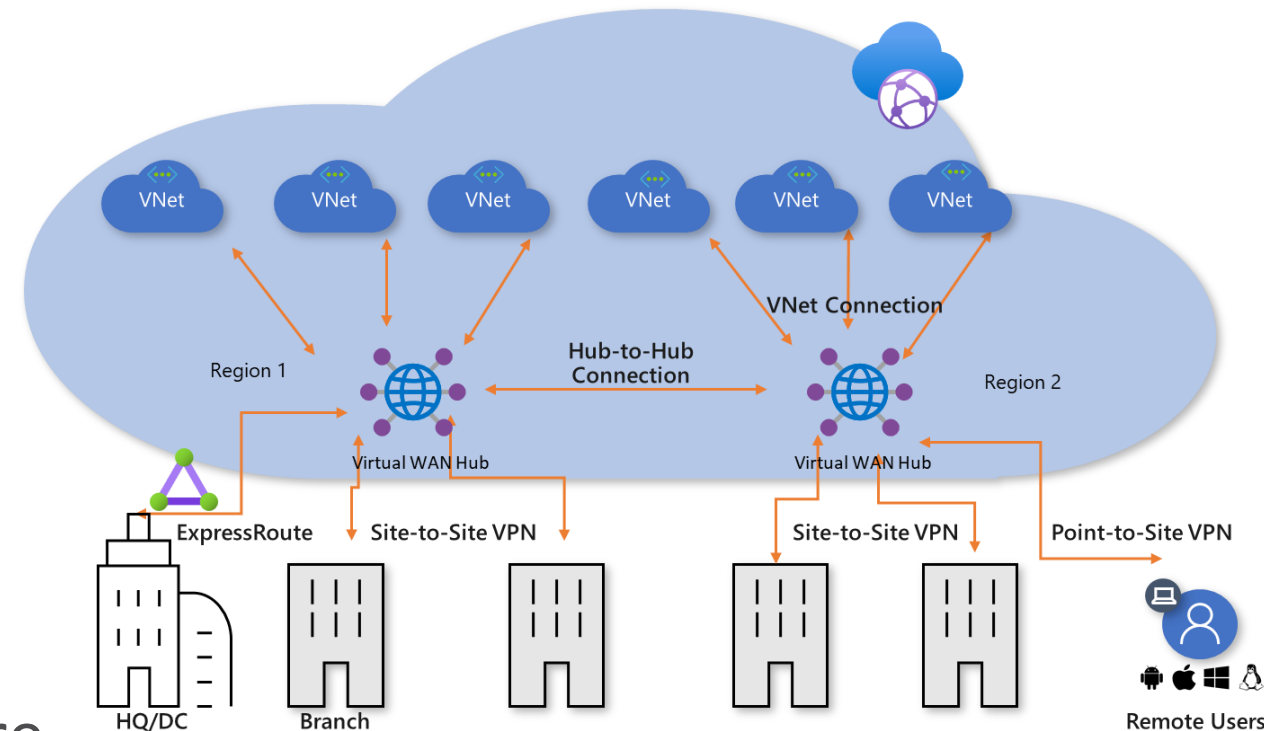 VNet
VNet
VNet
VNet
VNet
VNet
VNet Connection
Hub-to-Hub
Connection
Region 1
Region 2
Virtual WAN Hub
Virtual WAN Hub
ExpressRoute
Site-to-Site VPN
Site-to-Site VPN
Point-to-Site VPN
HQ/DC
Branch
Remote Users